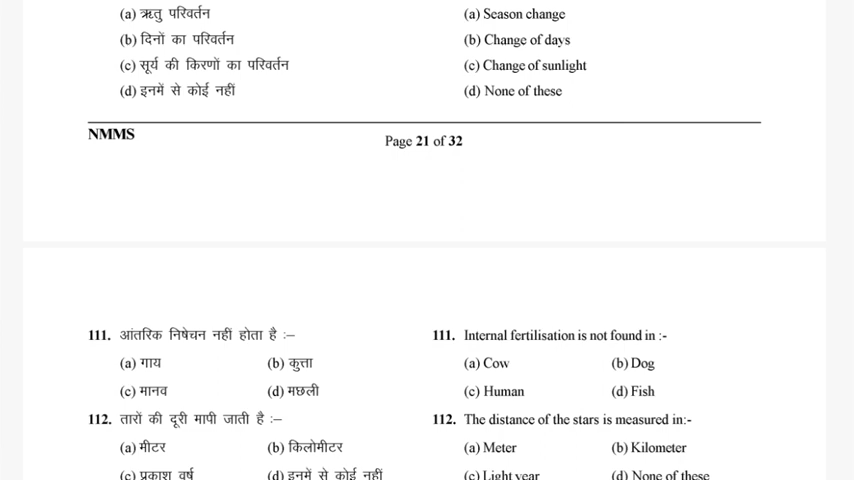 (a) ऋतु परिवर्तन
(b) दिनों का परिवर्तन
(c) सूर्य की किरणों का परिवर्तन
(d) इनमें से कोई नहीं
(a) Season change
(b) Change of days
(c) Change of sunlight
(d) None of these
NMMS
Page 21 of 32
111. आंतरिक निषेचन नहीं होता है :–
(a) गाय (b) कुत्ता
(c) मानव (d) मछली
112. तारों की दूरी मापी जाती है :–
(a) मीटर (b) किलोमीटर
(c) प्रकाश वर्ष (d) इनमें से कोई नहीं
111. Internal fertilisation is not found in :-
(a) Cow (b) Dog
(c) Human (d) Fish
112. The distance of the stars is measured in:-
(a) Meter (b) Kilometer
(c) Light year (d) None of these